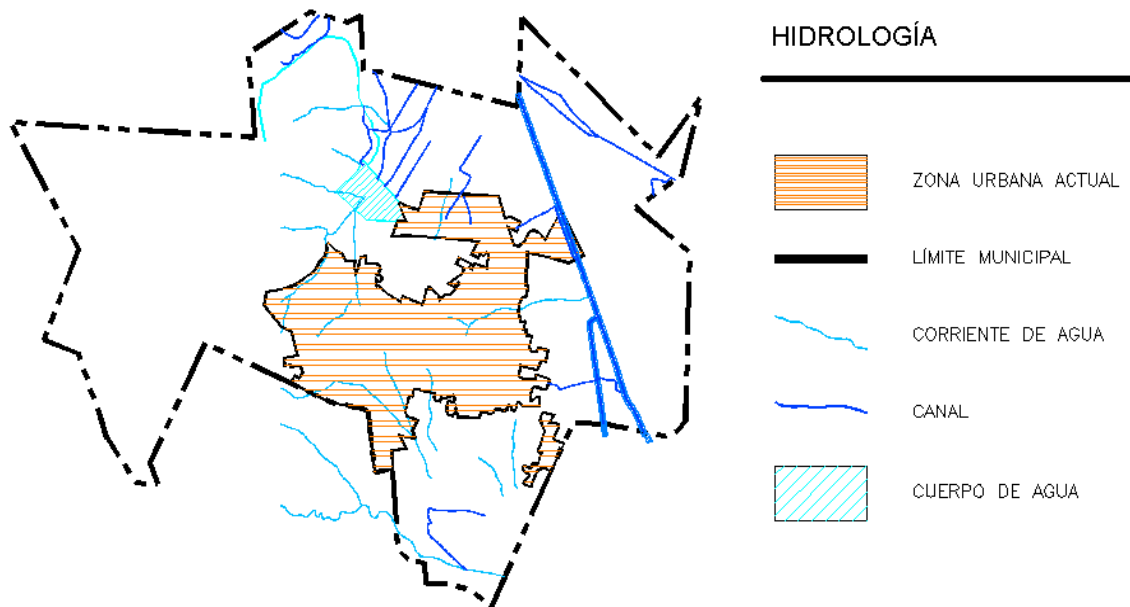 HIDROLOGÍA
ZONA URBANA ACTUAL
LÍMITE MUNICIPAL
CORRIENTE DE AGUA
CANAL
CUERPO DE AGUA